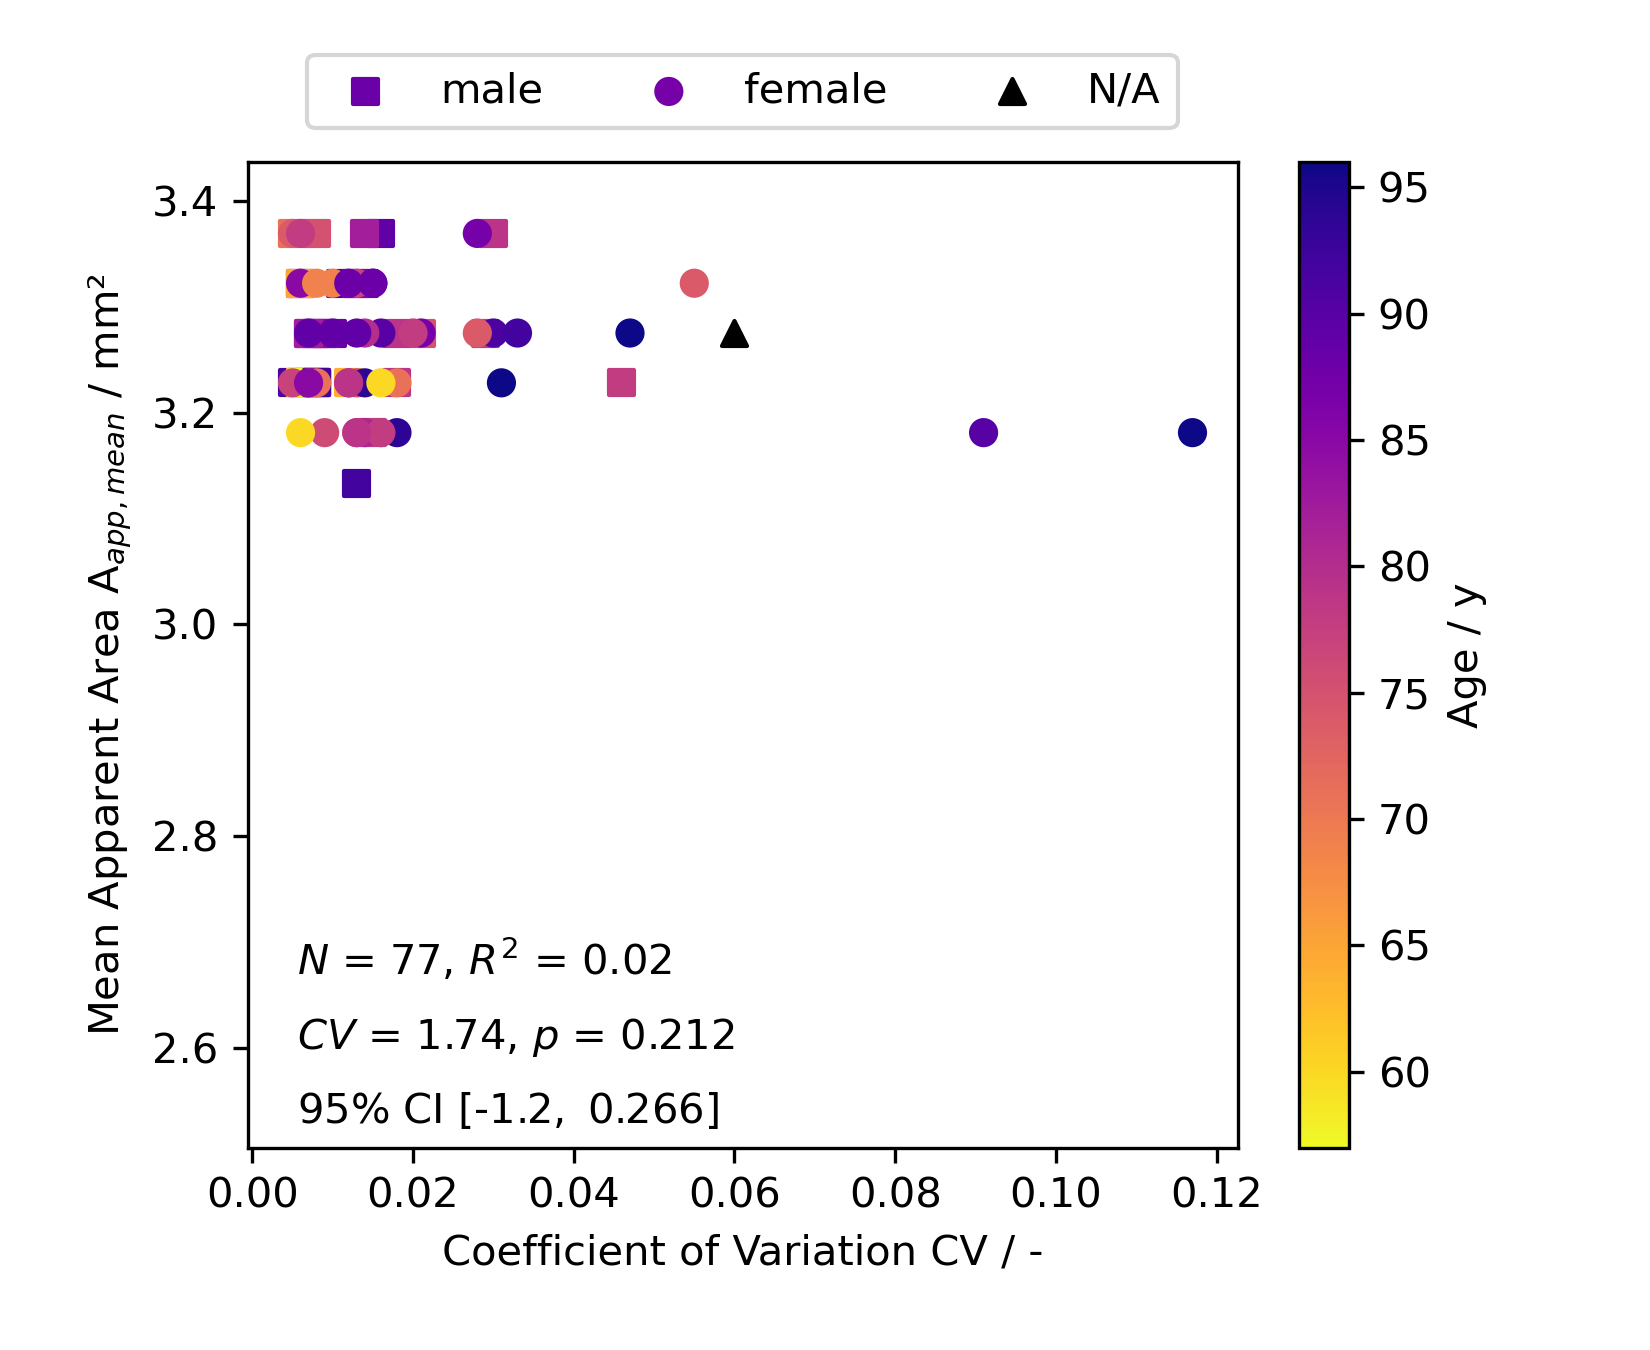 male female N/A
3.4
3.2
3.0
2.8
2.6
Mean Apparent Area A_{app, mean} / mm²
N = 77, R² = 0.02
CV = 1.74, p = 0.212
95% CI [-1.2, 0.266]
0.00 0.02 0.04 0.06 0.08 0.10 0.12
Coefficient of Variation CV / -
95
90
85
80
75
70
65
60
Age / y